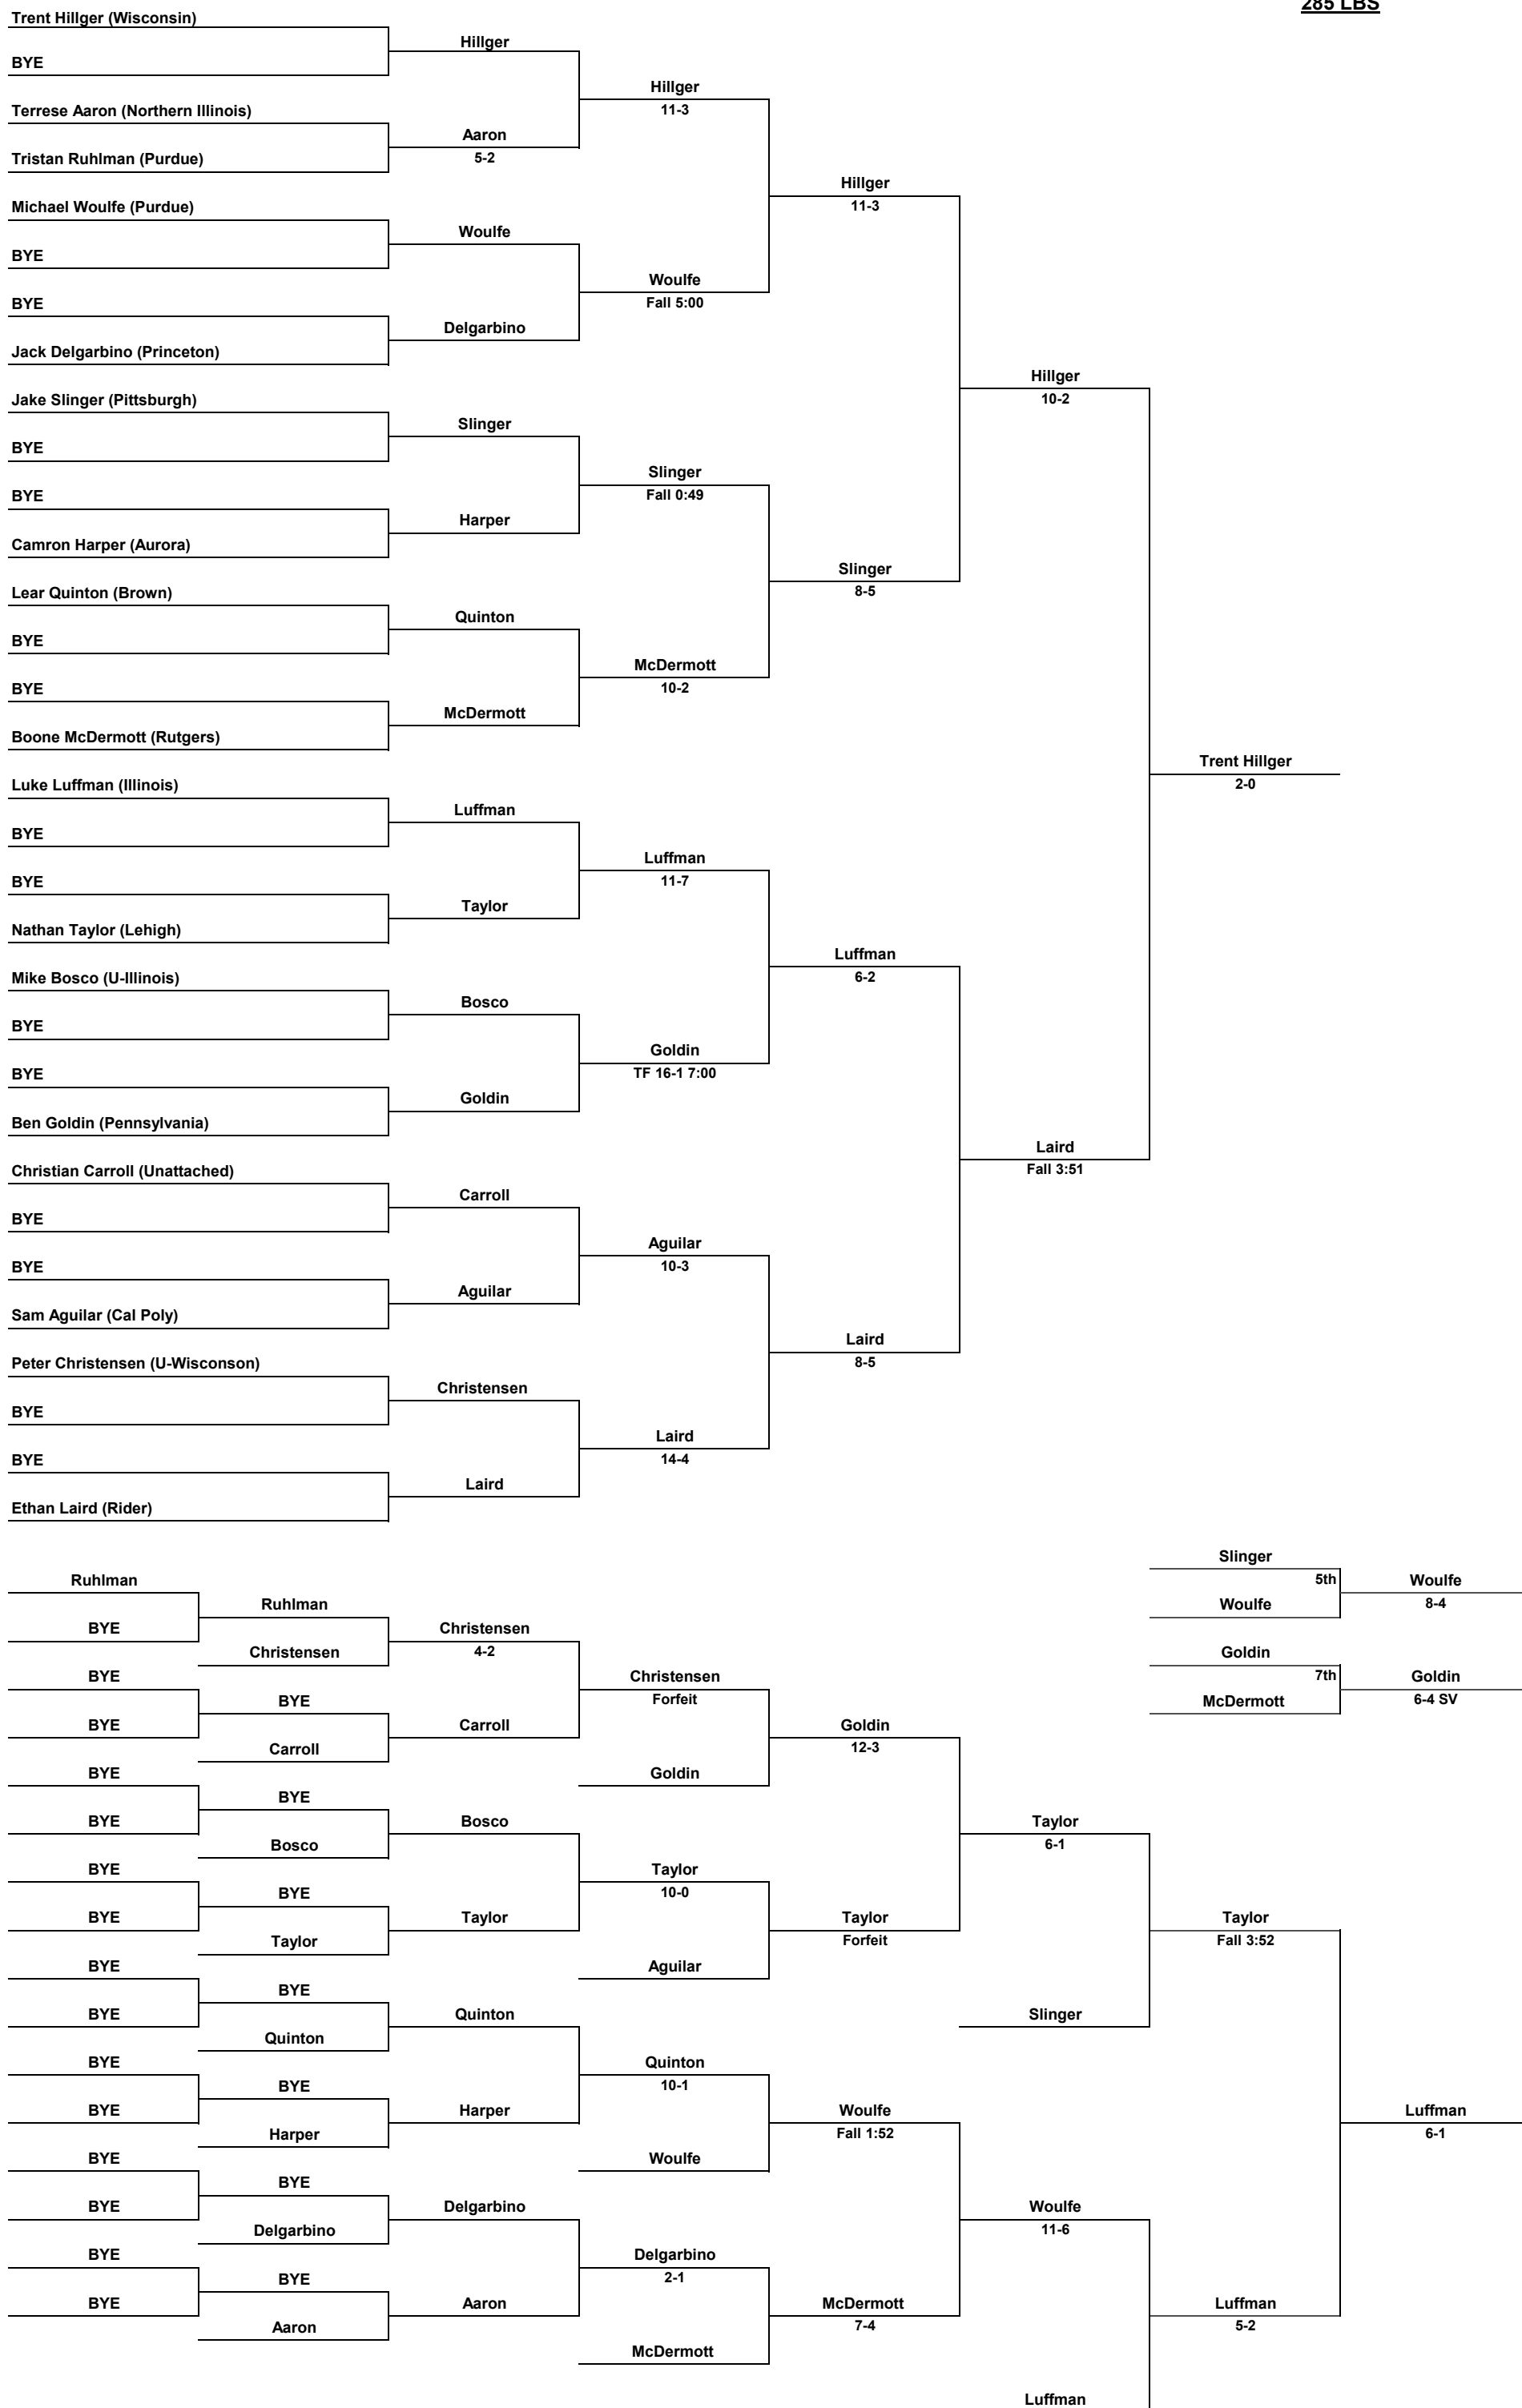 285 LBS
Trent Hillger (Wisconsin)
Hillger
BYE
Hillger
11-3
Terrese Aaron (Northern Illinois)
Aaron
5-2
Tristan Ruhlman (Purdue)
Hillger
11-3
Michael Woulfe (Purdue)
Woulfe
BYE
Woulfe
Fall 5:00
BYE
Delgarbino
Jack Delgarbino (Princeton)
Hillger
10-2
Jake Slinger (Pittsburgh)
Slinger
BYE
Slinger
Fall 0:49
BYE
Harper
Camron Harper (Aurora)
Slinger
8-5
Lear Quinton (Brown)
Quinton
BYE
McDermott
10-2
BYE
McDermott
Boone McDermott (Rutgers)
Trent Hillger
2-0
Luke Luffman (Illinois)
Luffman
BYE
Luffman
11-7
BYE
Taylor
Nathan Taylor (Lehigh)
Luffman
6-2
Mike Bosco (U-Illinois)
Bosco
BYE
Goldin
TF 16-1 7:00
BYE
Goldin
Ben Goldin (Pennsylvania)
Laird
Fall 3:51
Christian Carroll (Unattached)
Carroll
BYE
Aguilar
10-3
BYE
Aguilar
Sam Aguilar (Cal Poly)
Laird
8-5
Peter Christensen (U-Wisconson)
Christensen
BYE
Laird
14-4
BYE
Laird
Ethan Laird (Rider)
Slinger
5th
Woulfe
Woulfe
8-4
Goldin
7th
McDermott
Goldin
6-4 SV
Ruhlman
Ruhlman
BYE
Christensen
4-2
Christensen
BYE
Christensen
Forfeit
BYE
BYE
Carroll
Carroll
Goldin
12-3
BYE
Goldin
BYE
BYE
Bosco
Bosco
Taylor
6-1
BYE
Taylor
10-0
BYE
BYE
Taylor
Taylor
Taylor
Forfeit
Taylor
Fall 3:52
BYE
Aguilar
BYE
BYE
Quinton
Slinger
Quinton
BYE
Quinton
10-1
BYE
BYE
Harper
Woulfe
Fall 1:52
Luffman
6-1
Harper
BYE
Woulfe
BYE
BYE
Delgarbino
Woulfe
11-6
Delgarbino
BYE
Delgarbino
2-1
BYE
BYE
Aaron
McDermott
7-4
Luffman
5-2
Aaron
McDermott
Luffman